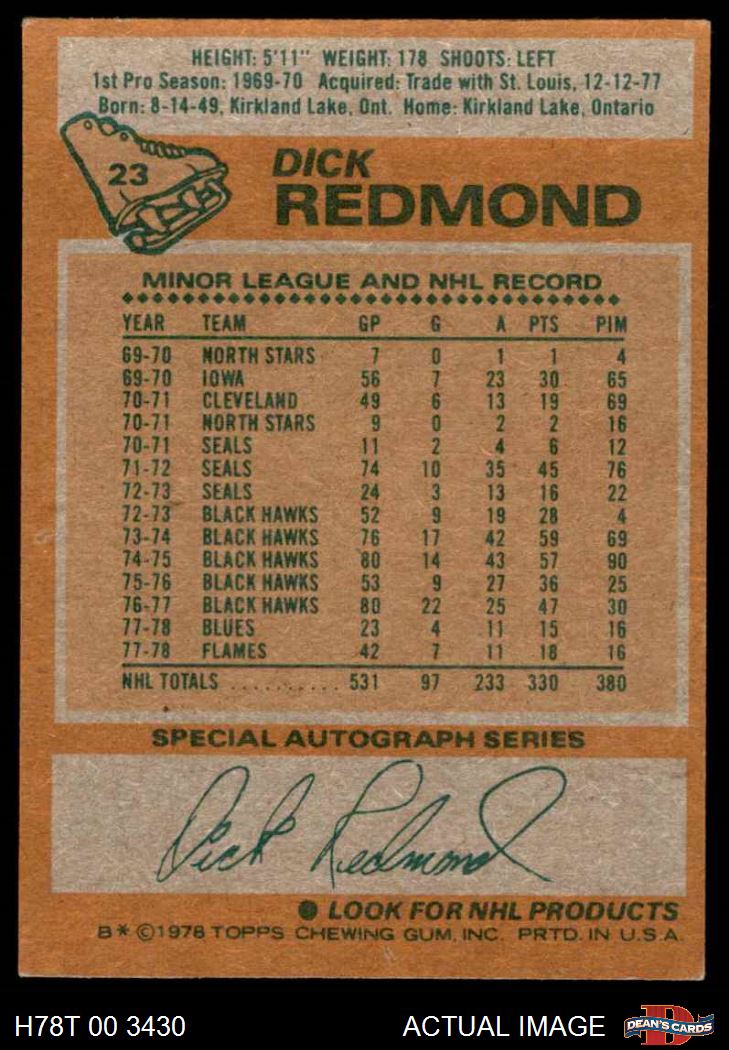 HEIGHT: 5'11" WEIGHT: 178 SHOOTS: LEFT
1st Pro Season: 1969-70 Acquired: Trade with St. Louis, 12-12-77
Born: 8-14-49, Kirkland Lake, Ont. Home: Kirkland Lake, Ontario
23
DICK
REDMOND
MINOR LEAGUE AND NHL RECORD
YEAR TEAM GP G A PTS PIM
69-70 NORTH STARS 7 0 1 1 4
69-70 IOWA 56 7 23 30 65
70-71 CLEVELAND 49 6 13 19 69
70-71 NORTH STARS 9 0 2 2 16
70-71 SEALS 11 2 4 6 12
71-72 SEALS 74 10 35 45 76
72-73 SEALS 24 3 13 16 22
72-73 BLACK HAWKS 52 9 19 28 4
73-74 BLACK HAWKS 76 17 42 59 69
74-75 BLACK HAWKS 80 14 43 57 90
75-76 BLACK HAWKS 53 9 27 36 25
76-77 BLACK HAWKS 80 22 25 47 30
77-78 BLUES 23 4 11 15 16
77-78 FLAMES 42 7 11 18 16
NHL TOTALS .......... 531 97 233 330 380
SPECIAL AUTOGRAPH SERIES
Dick Redmond
● LOOK FOR NHL PRODUCTS
B* ©1978 TOPPS CHEWING GUM, INC. PRTD. IN U.S.A.
H78T 00 3430 ACTUAL IMAGE DEAN'S CARDS